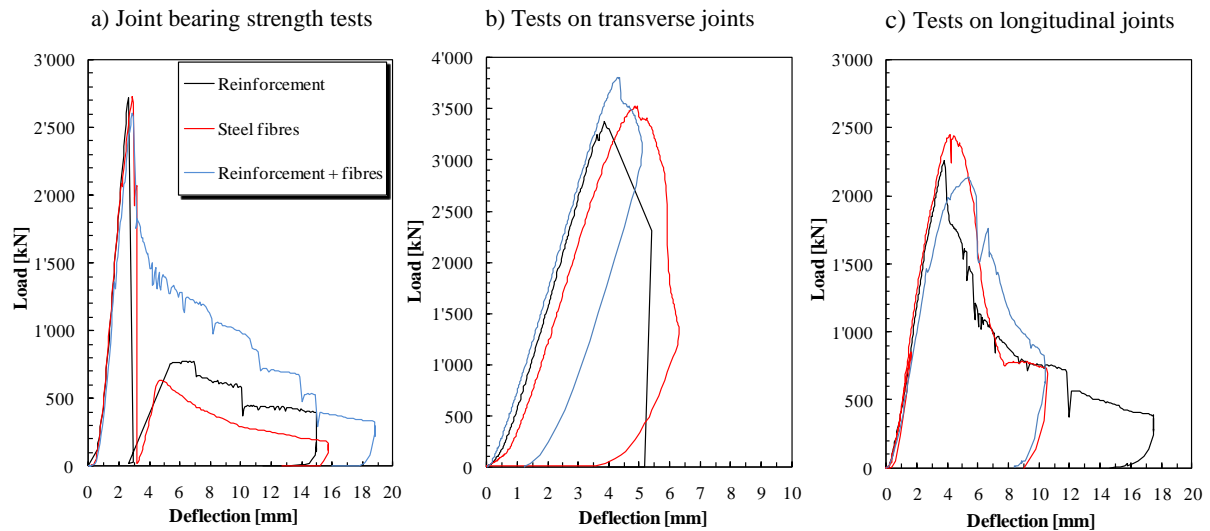 a) Joint bearing strength tests
3'000
2'500
2'000
1'500
1'000
500
0
Load [kN]
Reinforcement
Steel fibres
Reinforcement + fibres
0 2 4 6 8 10 12 14 16 18 20
Deflection [mm]
b) Tests on transverse joints
4'000
3'500
3'000
2'500
2'000
1'500
1'000
500
0
Load [kN]
0 1 2 3 4 5 6 7 8 9 10
Deflection [mm]
c) Tests on longitudinal joints
3'000
2'500
2'000
1'500
1'000
500
0
Load [kN]
0 2 4 6 8 10 12 14 16 18 20
Deflection [mm]